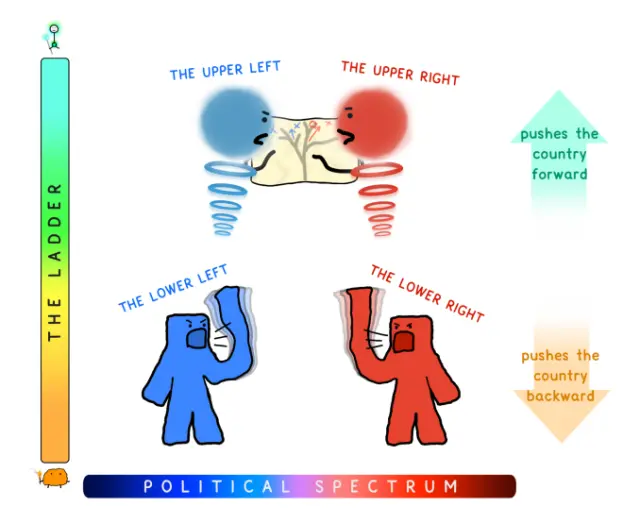 THE UPPER LEFT
THE UPPER RIGHT
pushes the
country
forward
THE LADDER
THE LOWER LEFT
THE LOWER RIGHT
pushes the
country
backward
POLITICAL SPECTRUM